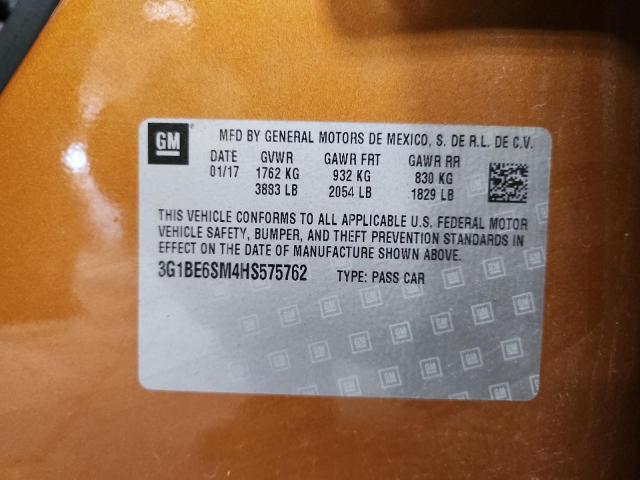 GM
MFD BY GENERAL MOTORS DE MEXICO, S. DE R.L. DE C.V.
DATE GVWR GAWR FRT GAWR RR
01/17 1762 KG 932 KG 830 KG
3883 LB 2054 LB 1829 LB
THIS VEHICLE CONFORMS TO ALL APPLICABLE U.S. FEDERAL MOTOR
VEHICLE SAFETY, BUMPER, AND THEFT PREVENTION STANDARDS IN
EFFECT ON THE DATE OF MANUFACTURE SHOWN ABOVE.
3G1BE6SM4HS575762 TYPE: PASS CAR